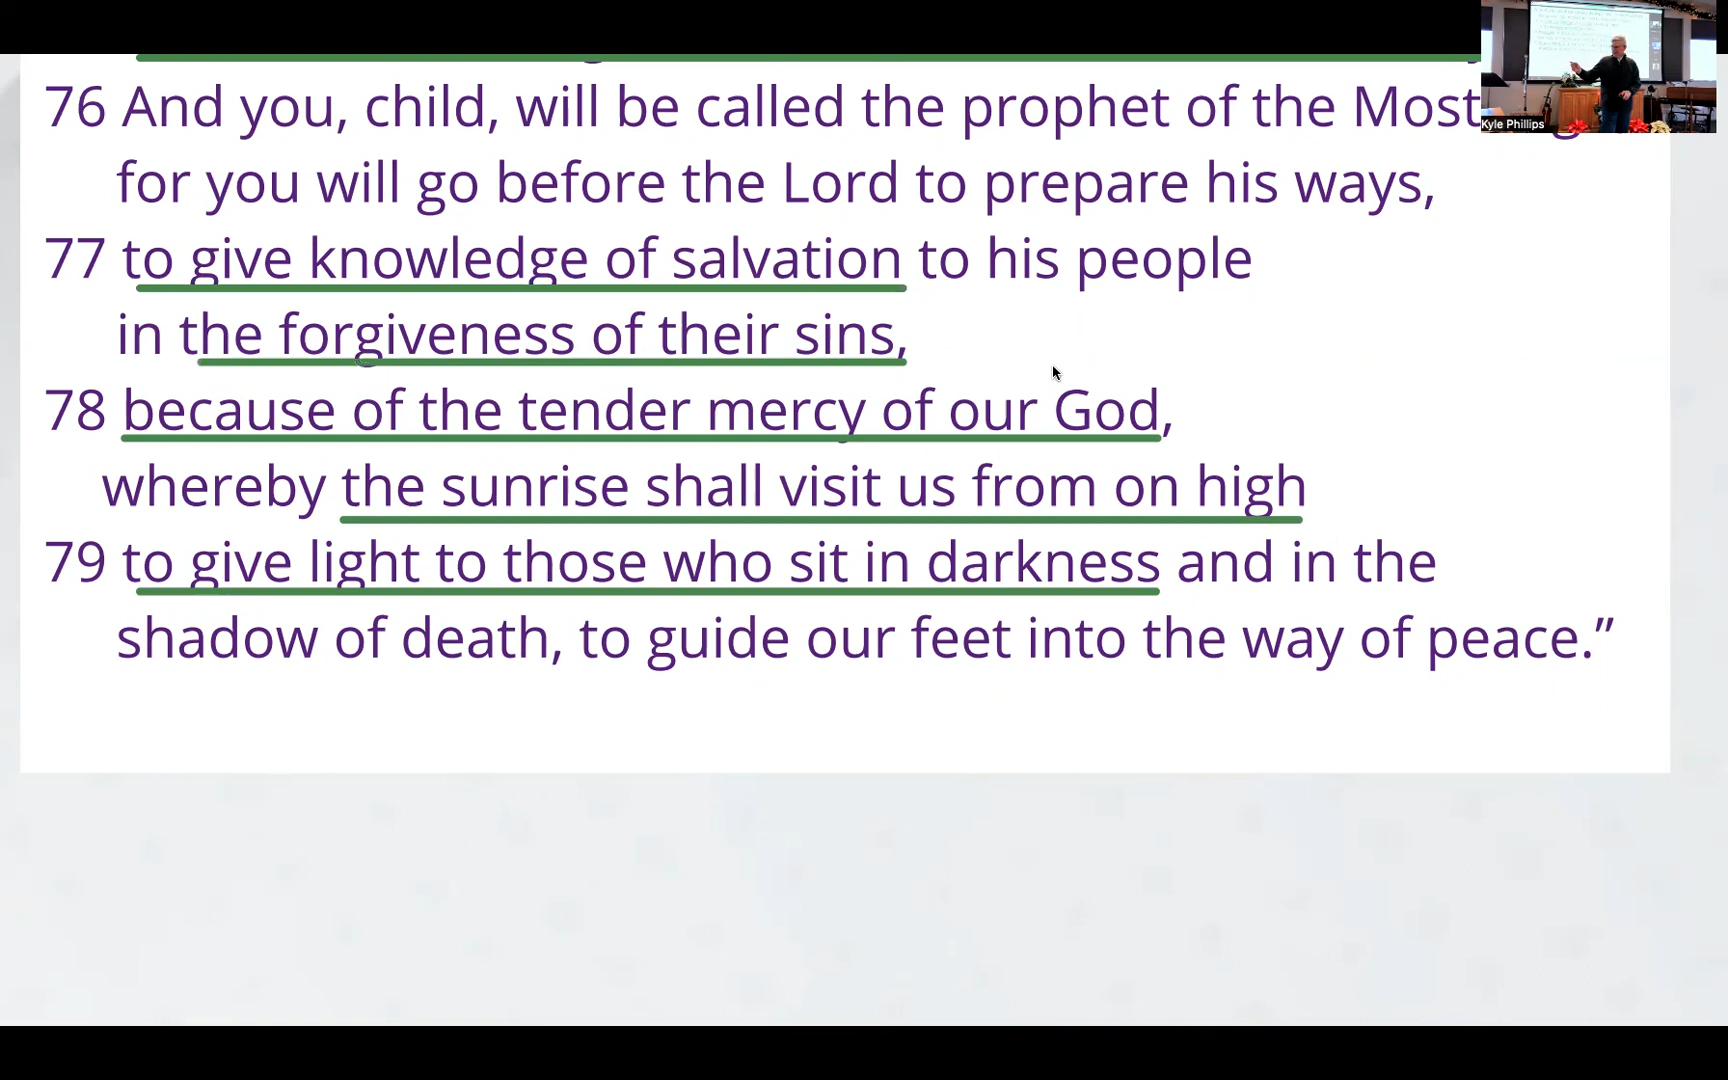 76 And you, child, will be called the prophet of the Most
for you will go before the Lord to prepare his ways,
77 to give knowledge of salvation to his people
in the forgiveness of their sins,
78 because of the tender mercy of our God,
whereby the sunrise shall visit us from on high
79 to give light to those who sit in darkness and in the
shadow of death, to guide our feet into the way of peace.”
Kyle Phillips